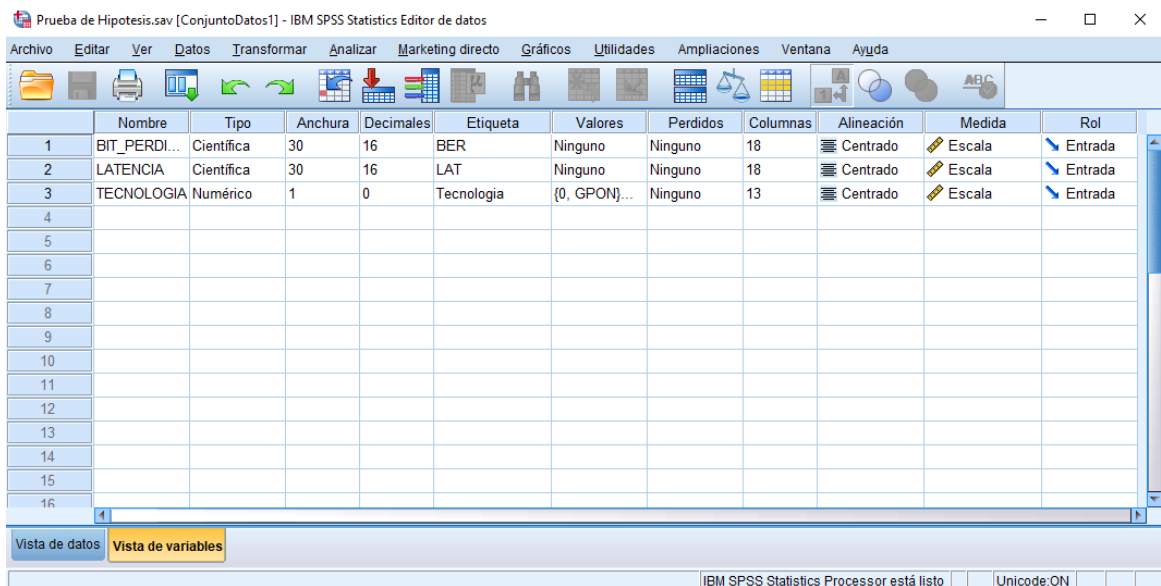 Prueba de Hipotesis.sav [ConjuntoDatos1] - IBM SPSS Statistics Editor de datos
Archivo Editar Ver Datos Transformar Analizar Marketing directo Gráficos Utilidades Ampliaciones Ventana Ayuda
Nombre Tipo Anchura Decimales Etiqueta Valores Perdidos Columnas Alineación Medida Rol
1 BIT_PERDI... Científica 30 16 BER Ninguno Ninguno 18 Centrado Escala Entrada
2 LATENCIA Científica 30 16 LAT Ninguno Ninguno 18 Centrado Escala Entrada
3 TECNOLOGIA Numérico 1 0 Tecnologia {0, GPON}... Ninguno 13 Centrado Escala Entrada
4
5
6
7
8
9
10
11
12
13
14
15
16
Vista de datos Vista de variables
IBM SPSS Statistics Processor está listo Unicode:ON